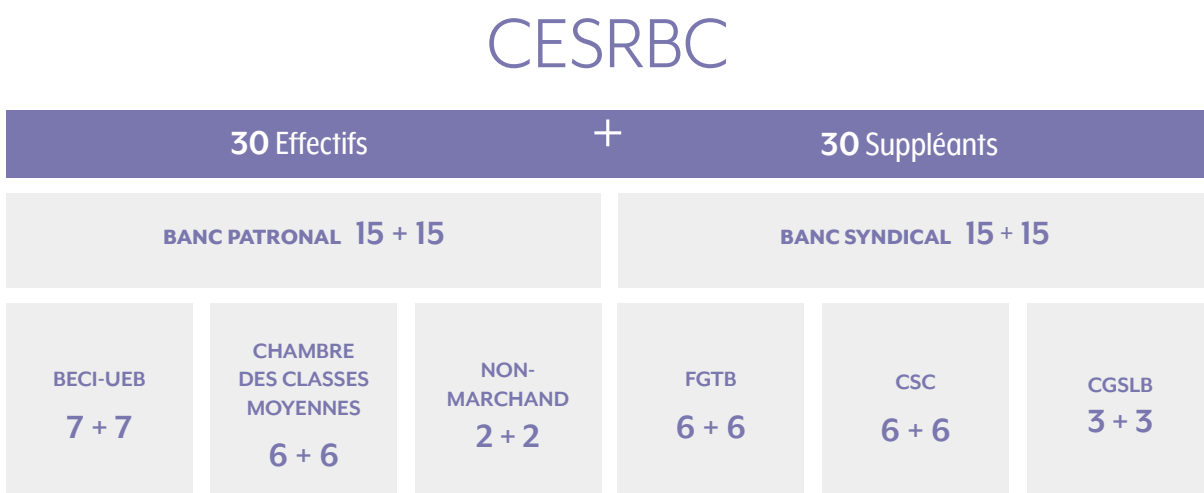 CESRBC
30 Effectifs + 30 Suppléants
BANC PATRONAL 15 + 15
BANC SYNDICAL 15 + 15
BECI-UEB
7 + 7
CHAMBRE
DES CLASSES
MOYENNES
6 + 6
NON-
MARCHAND
2 + 2
FGTB
6 + 6
CSC
6 + 6
CGSLB
3 + 3